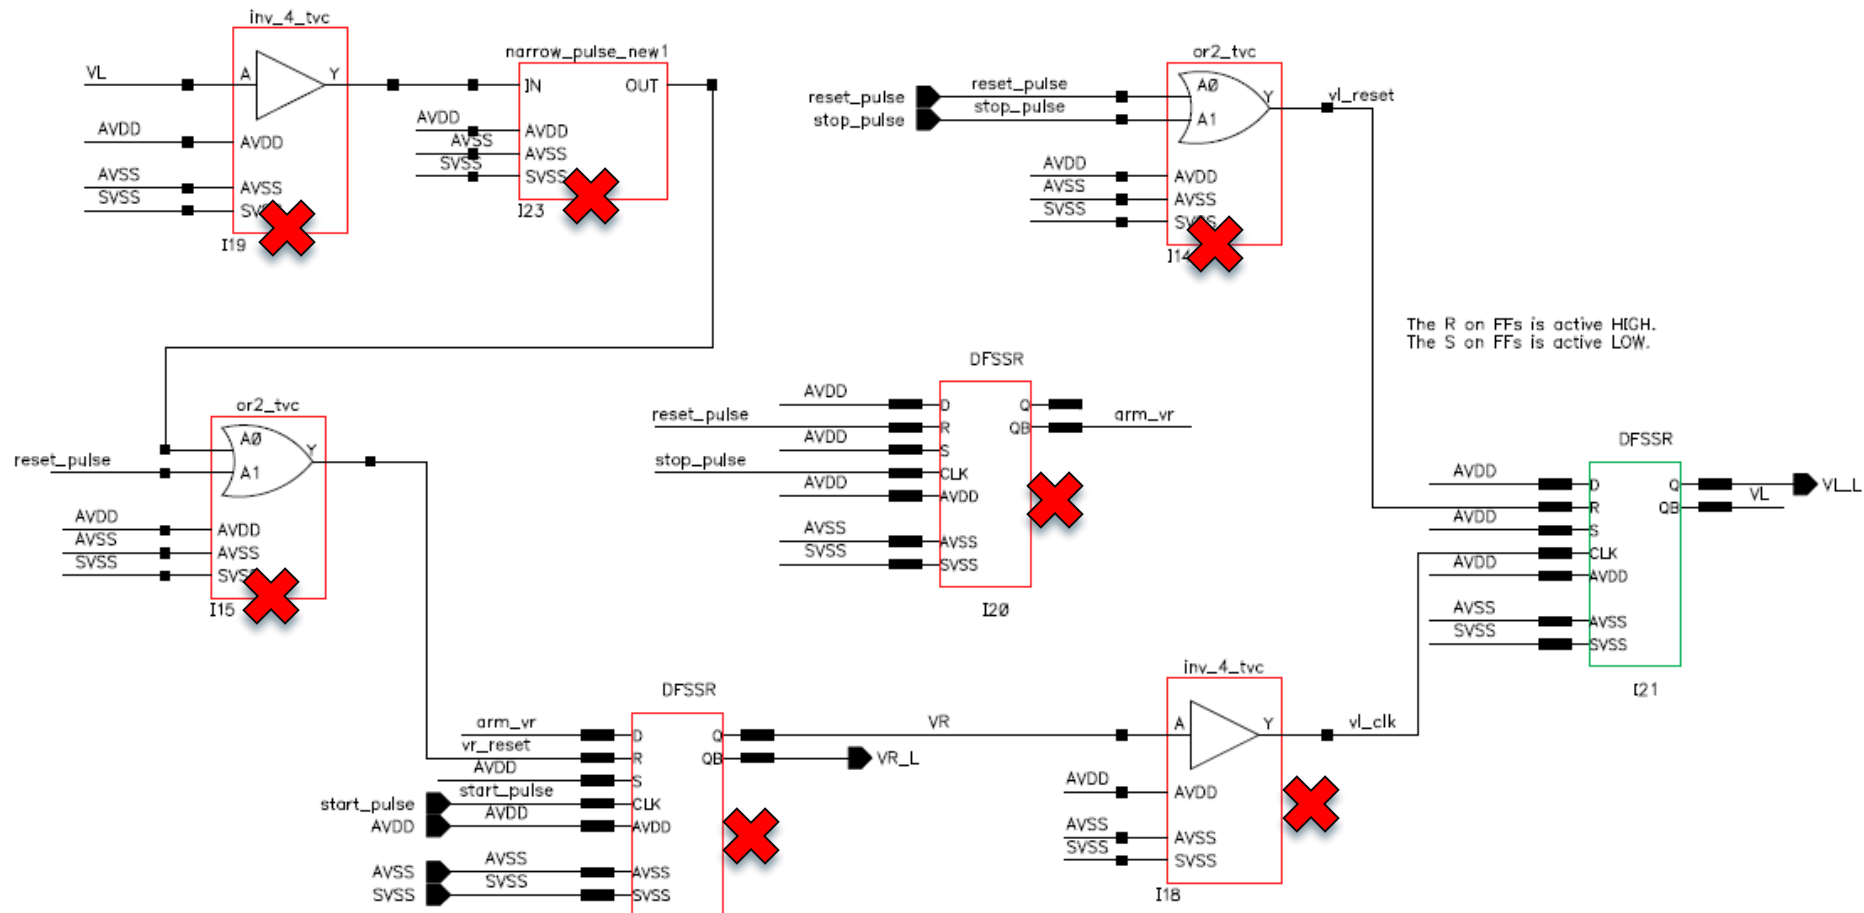 inv_4_tvc
VL
A
Y
AVDD
AVDD
AVSS
AVSS
SVSS
I19
narrow_pulse_new1
IN
OUT
AVDD
AVDD
AVSS
AVSS
SVSS
SVSS
I23
or2_tvc
reset_pulse
reset_pulse
A0
Y
vl_reset
stop_pulse
stop_pulse
A1
AVDD
AVDD
AVSS
AVSS
SVSS
I14
The R on FFs is active HIGH.
The S on FFs is active LOW.
or2_tvc
A0
Y
reset_pulse
A1
AVDD
AVDD
AVSS
AVSS
SVSS
I15
DFSSR
AVDD
D
Q
reset_pulse
R
QB
arm_vr
AVDD
S
stop_pulse
CLK
AVDD
AVDD
AVSS
AVSS
SVSS
SVSS
I20
DFSSR
AVDD
D
Q
VL_L
R
QB
VL
AVDD
S
CLK
AVDD
AVDD
AVSS
AVSS
SVSS
SVSS
I21
DFSSR
arm_vr
D
Q
VR
vr_reset
R
QB
VR_L
AVDD
S
start_pulse
start_pulse
CLK
AVDD
AVDD
AVDD
AVSS
AVSS
AVSS
SVSS
SVSS
SVSS
inv_4_tvc
A
Y
vl_clk
AVDD
AVDD
AVSS
AVSS
SVSS
SVSS
I18